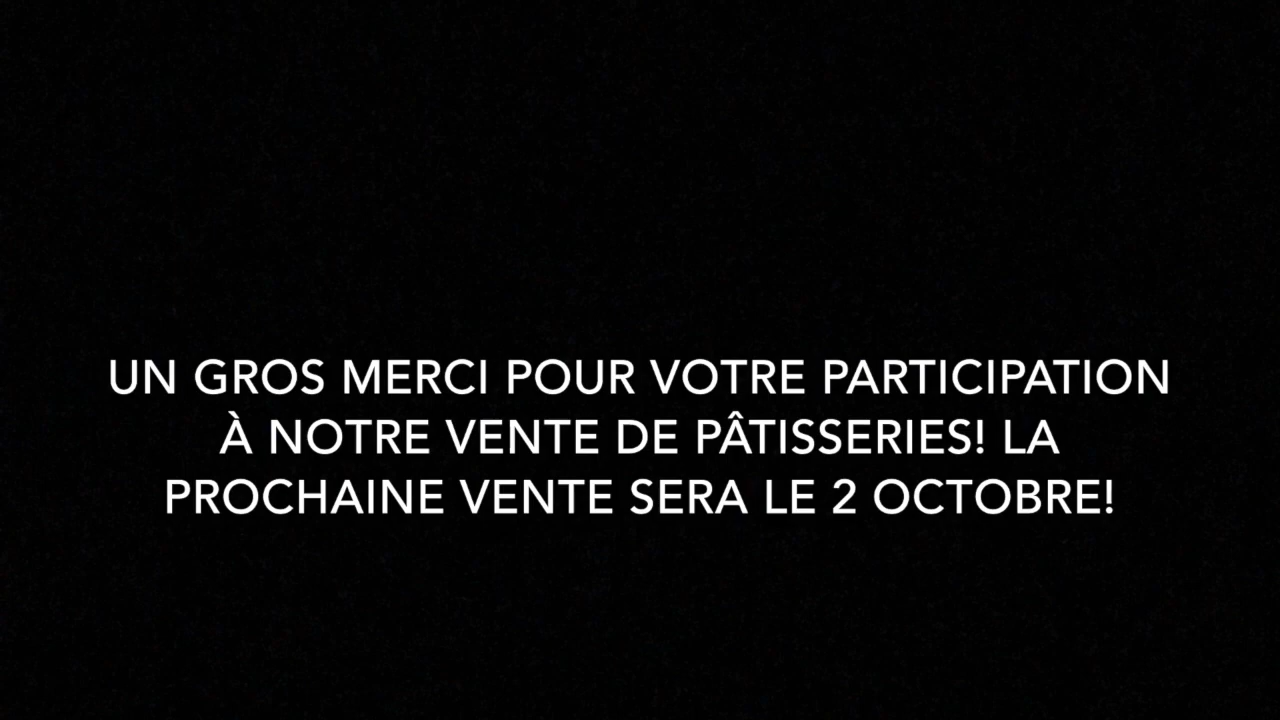 UN GROS MERCI POUR VOTRE PARTICIPATION
À NOTRE VENTE DE PÂTISSERIES! LA
PROCHAINE VENTE SERA LE 2 OCTOBRE!